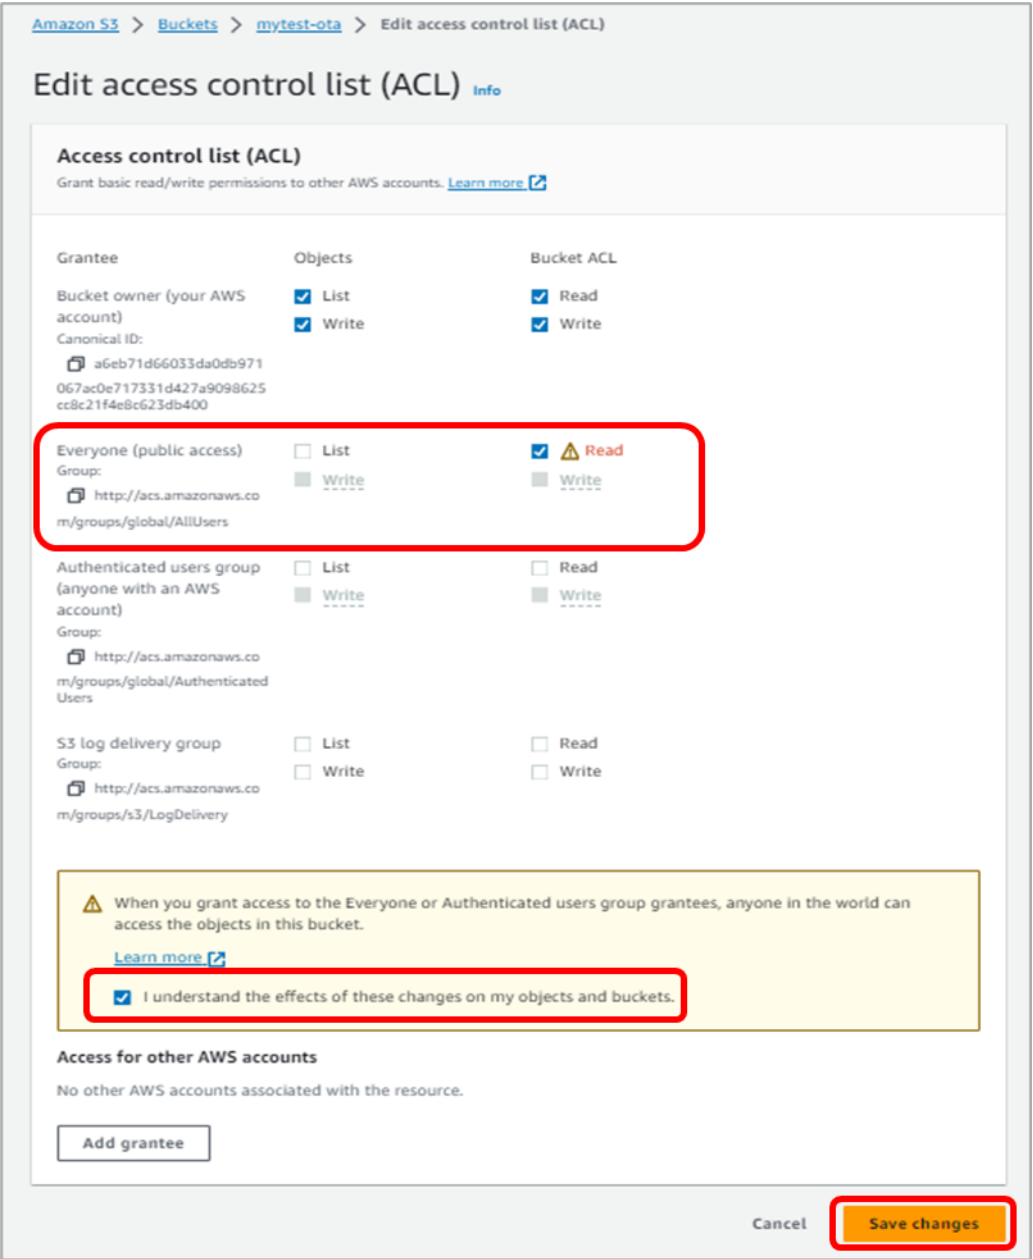 Amazon S3 > Buckets > mytest-ota > Edit access control list (ACL)
Edit access control list (ACL) Info
Access control list (ACL)
Grant basic read/write permissions to other AWS accounts. Learn more
Grantee Objects Bucket ACL
Bucket owner (your AWS List Read
account) Write Write
Canonical ID:
a6eb71d66033da0db971
067ac0e717331d427a9098625
cc8c21f4e8c623db400
Everyone (public access) List Read
Group: Write Write
http://acs.amazonaws.co
m/groups/global/AllUsers
Authenticated users group List Read
(anyone with an AWS Write Write
account)
Group:
http://acs.amazonaws.co
m/groups/global/Authenticated
Users
S3 log delivery group List Read
Group: Write Write
http://acs.amazonaws.co
m/groups/s3/LogDelivery
When you grant access to the Everyone or Authenticated users group grantees, anyone in the world can
access the objects in this bucket.
Learn more
I understand the effects of these changes on my objects and buckets.
Access for other AWS accounts
No other AWS accounts associated with the resource.
Add grantee
Cancel Save changes